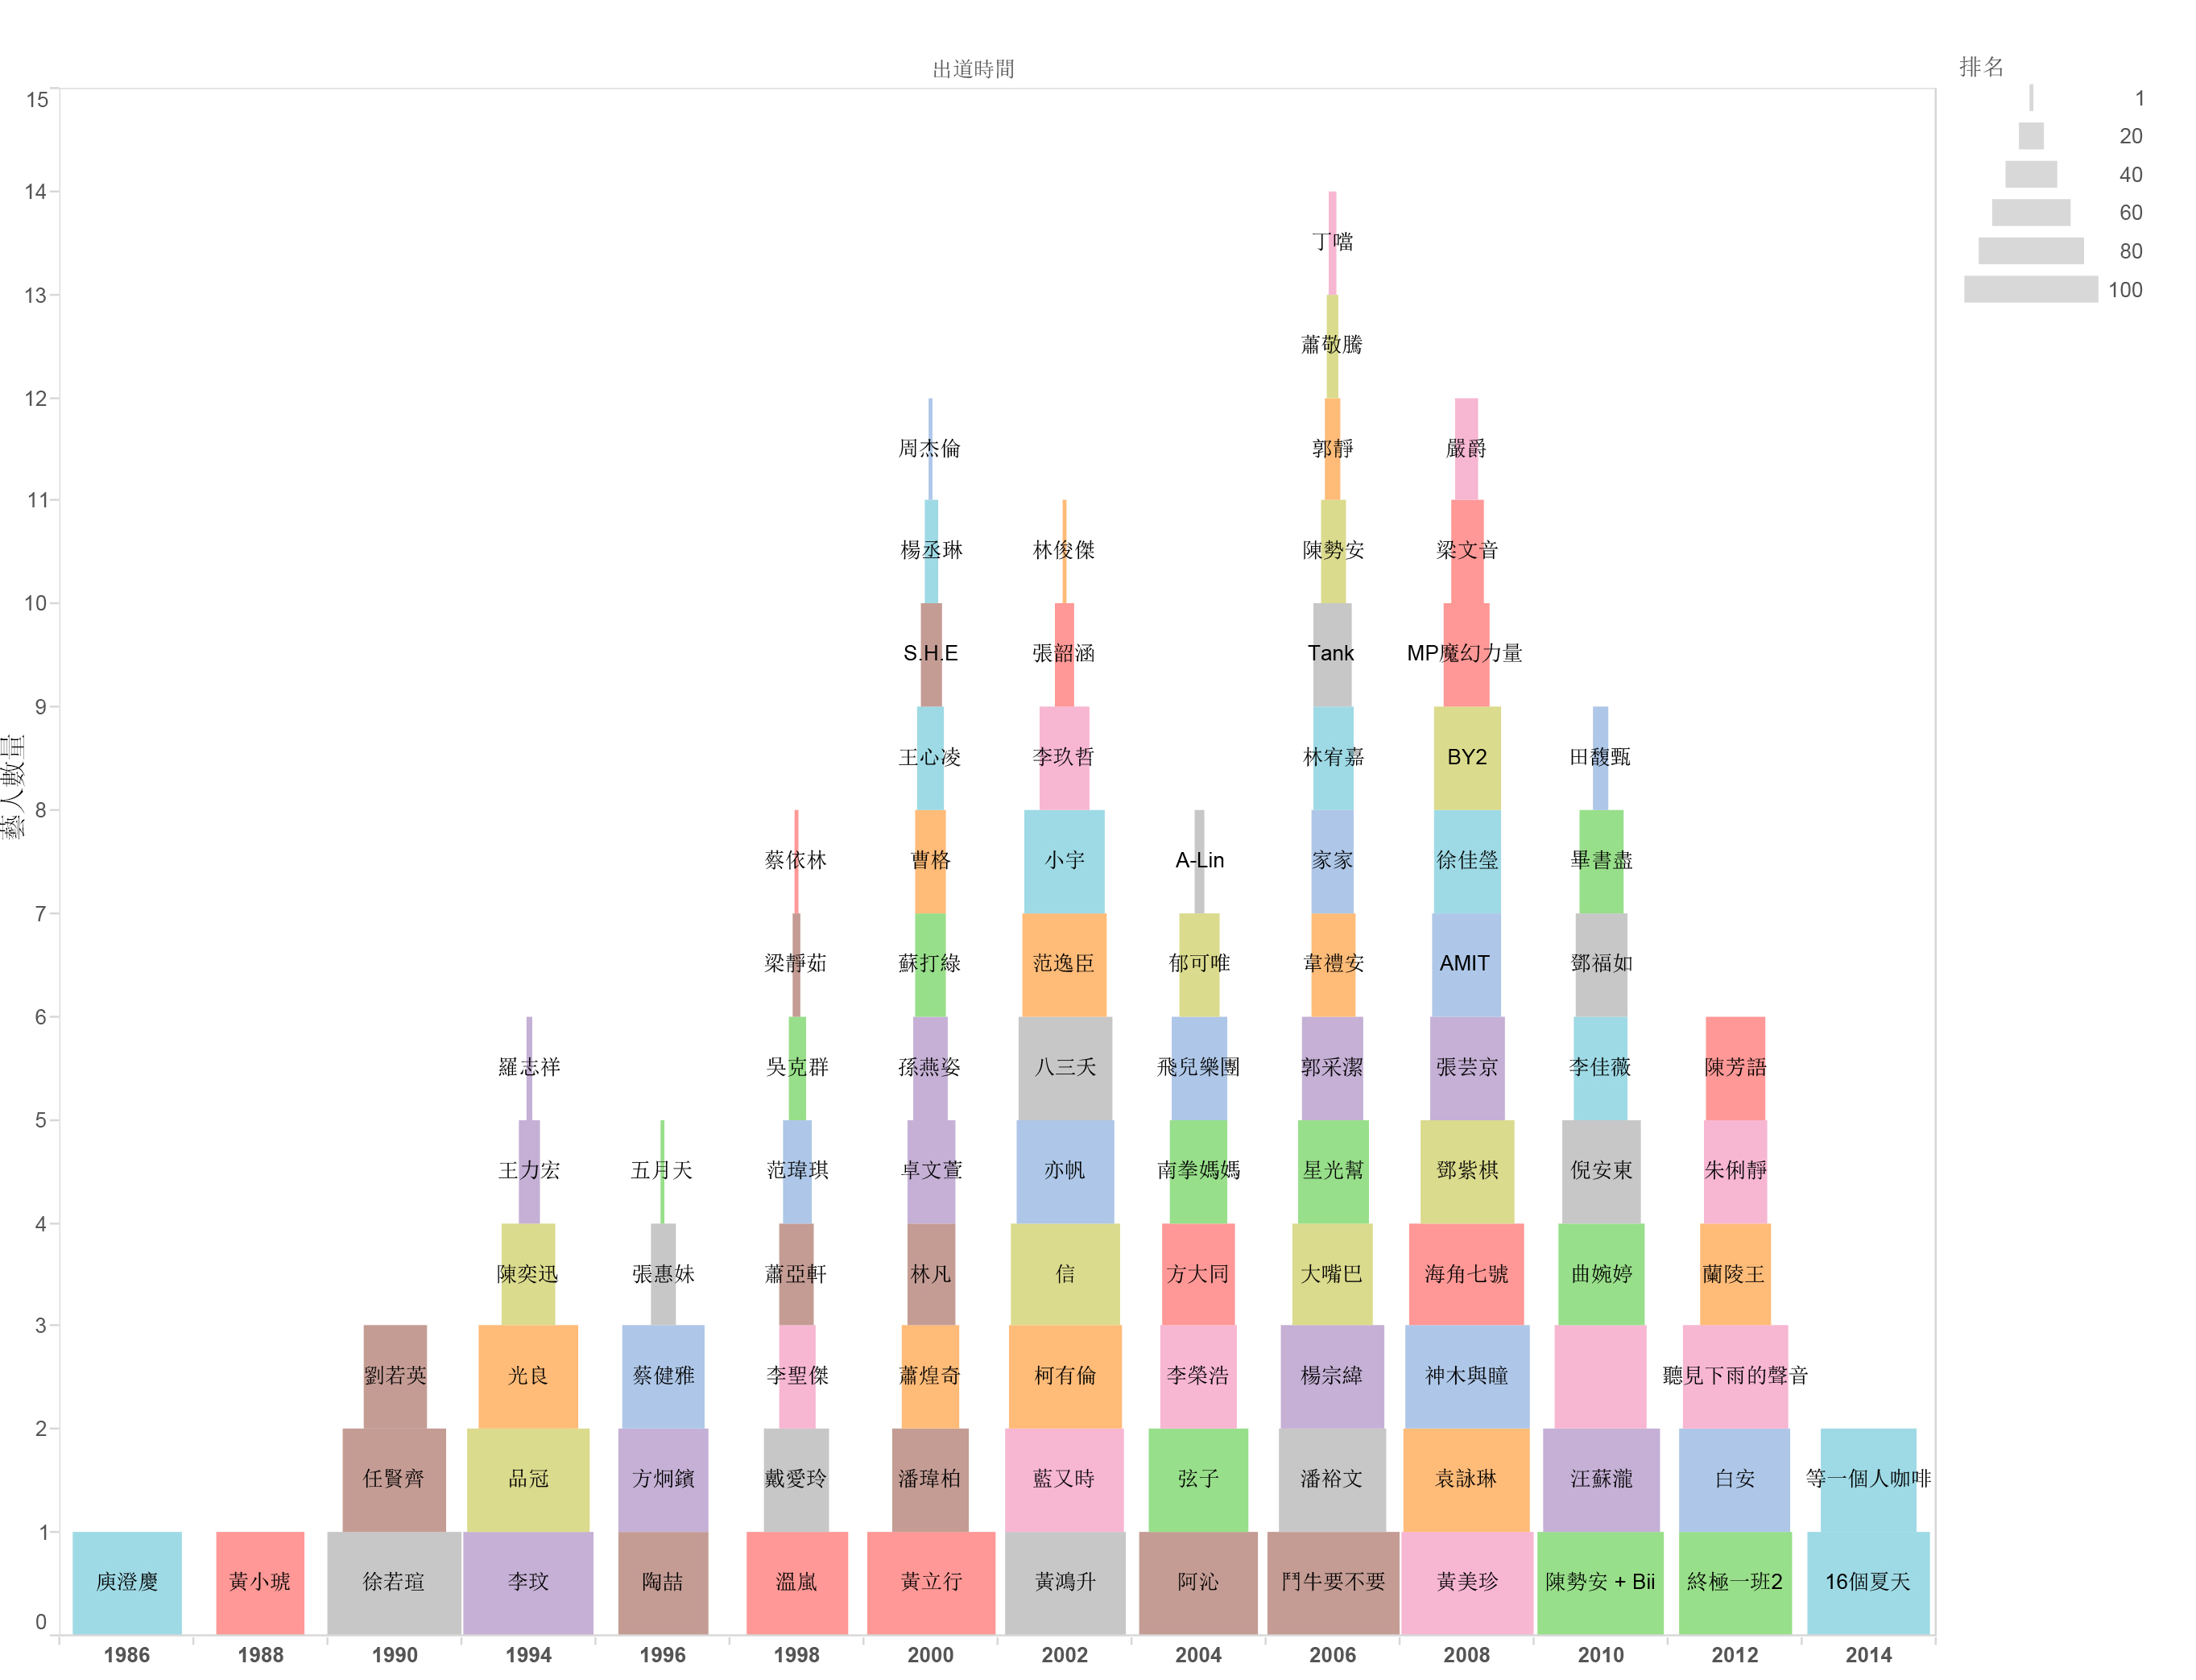 出道時間
排名
1
20
40
60
80
100
藝人數量
15
14
13
12
11
10
9
8
7
6
5
4
3
2
1
0
庾澄慶
黃小琥
劉若英
任賢齊
徐若瑄
羅志祥
王力宏
陳奕迅
光良
品冠
李玟
五月天
張惠妹
蔡健雅
方炯鑌
陶喆
蔡依林
梁靜茹
吳克群
范瑋琪
蕭亞軒
李聖傑
戴愛玲
溫嵐
周杰倫
楊丞琳
S.H.E
王心凌
曹格
蘇打綠
孫燕姿
卓文萱
林凡
蕭煌奇
潘瑋柏
黃立行
林俊傑
張韶涵
李玖哲
小宇
范逸臣
八三夭
亦帆
信
柯有倫
藍又時
黃鴻升
A-Lin
郁可唯
飛兒樂團
南拳媽媽
方大同
李榮浩
弦子
阿沁
丁噹
蕭敬騰
郭靜
陳勢安
Tank
林宥嘉
家家
韋禮安
郭采潔
星光幫
大嘴巴
楊宗緯
潘裕文
鬥牛要不要
嚴爵
梁文音
MP魔幻力量
BY2
徐佳瑩
AMIT
張芸京
鄧紫棋
海角七號
神木與瞳
袁詠琳
黃美珍
田馥甄
畢書盡
鄧福如
李佳薇
倪安東
曲婉婷
汪蘇瀧
陳勢安 + Bii
陳芳語
朱俐靜
蘭陵王
聽見下雨的聲音
白安
終極一班2
等一個人咖啡
16個夏天
1986
1988
1990
1994
1996
1998
2000
2002
2004
2006
2008
2010
2012
2014